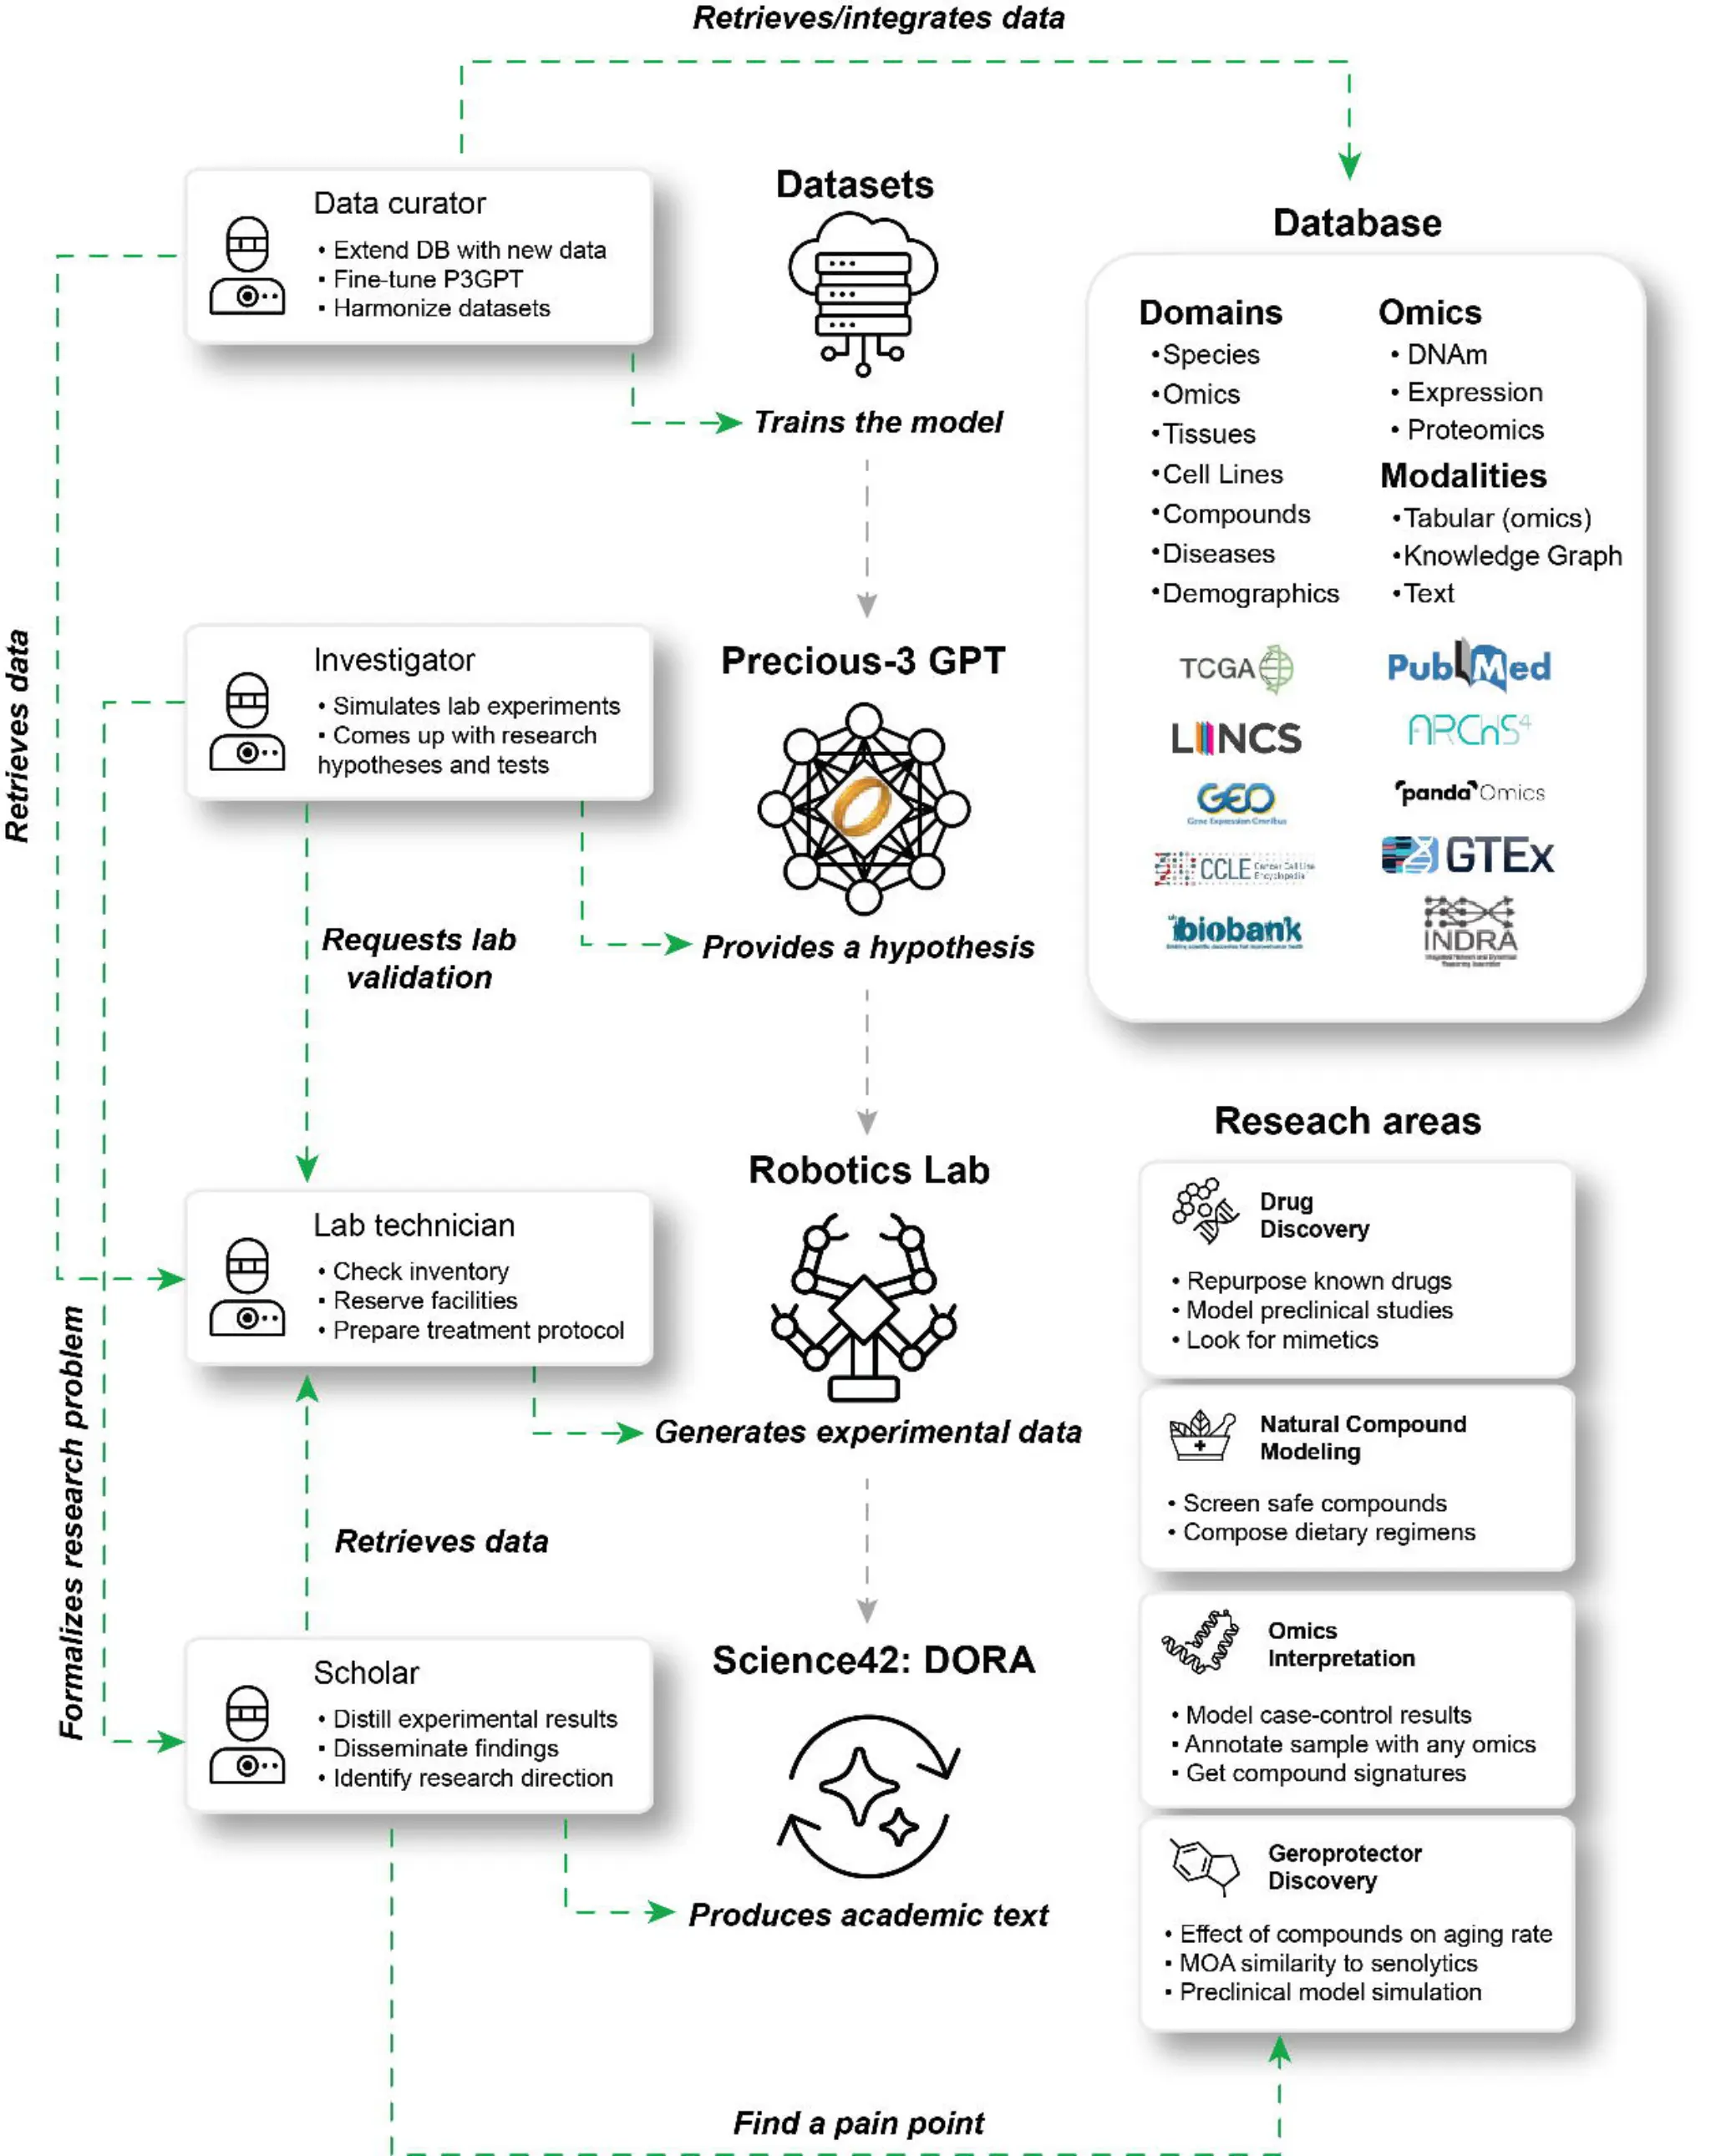 Retrieves/integrates data
Data curator
• Extend DB with new data
• Fine-tune P3GPT
• Harmonize datasets
Datasets
Trains the model
Database
Domains
•Species
•Omics
•Tissues
•Cell Lines
•Compounds
•Diseases
•Demographics
Omics
• DNAm
• Expression
• Proteomics
Modalities
•Tabular (omics)
•Knowledge Graph
•Text
TCGA
PubMed
LINCS
ARCHS4
GEO
Gene Expression Omnibus
panda Omics
CCLE Cancer Cell Line
Encyclopedia
GTEx
uk biobank
INDRA
Retrieves data
Investigator
• Simulates lab experiments
• Comes up with research
hypotheses and tests
Precious-3 GPT
Requests lab
validation
Provides a hypothesis
Lab technician
• Check inventory
• Reserve facilities
• Prepare treatment protocol
Robotics Lab
Generates experimental data
Formalizes research problem
Retrieves data
Scholar
• Distill experimental results
• Disseminate findings
• Identify research direction
Science42: DORA
Produces academic text
Reseach areas
Drug
Discovery
• Repurpose known drugs
• Model preclinical studies
• Look for mimetics
Natural Compound
Modeling
• Screen safe compounds
• Compose dietary regimens
Omics
Interpretation
• Model case-control results
• Annotate sample with any omics
• Get compound signatures
Geroprotector
Discovery
• Effect of compounds on aging rate
• MOA similarity to senolytics
• Preclinical model simulation
Find a pain point